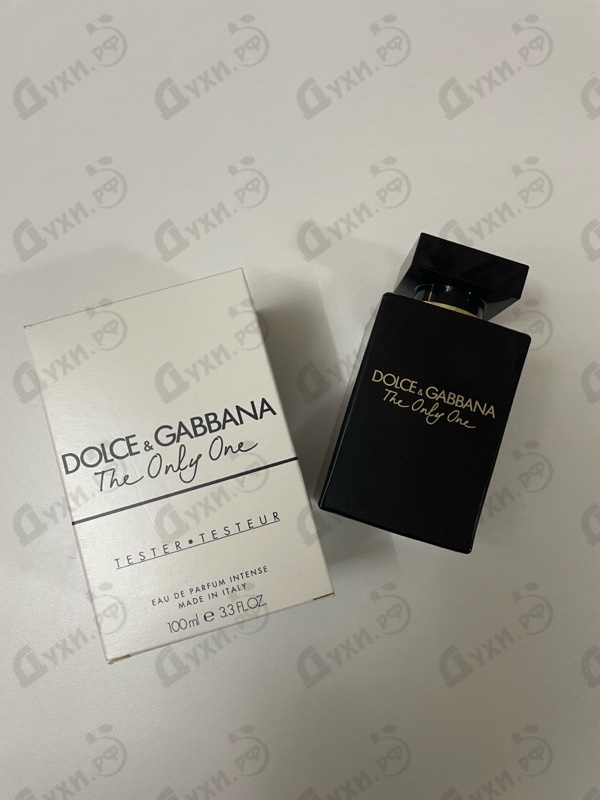 DOLCE & GABBANA
The Only One
TESTER • TESTEUR
EAU DE PARFUM INTENSE
MADE IN ITALY
100ml e 3.3 FL.OZ.
DOLCE & GABBANA
The Only One
Духи.РФ